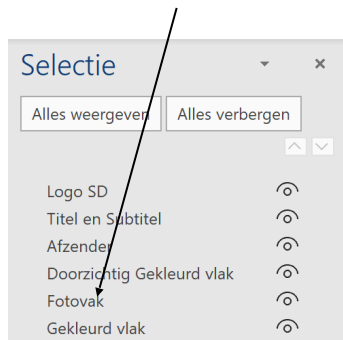 Selectie
Alles weergeven Alles verbergen
Logo SD
Titel en Subtitel
Afzender
Doorzichtig Gekleurd vlak
Fotovak
Gekleurd vlak